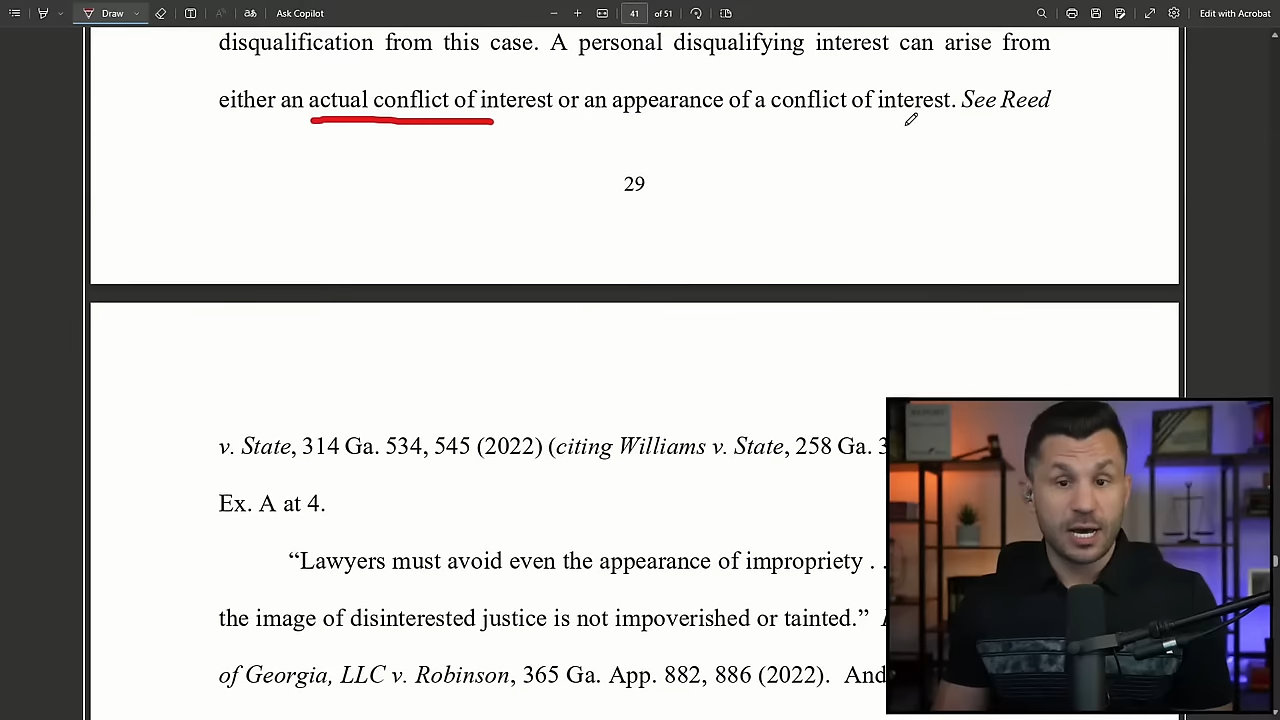 Draw
Ask Copilot
41 of 51
Edit with Acrobat
disqualification from this case. A personal disqualifying interest can arise from
either an actual conflict of interest or an appearance of a conflict of interest. See Reed
29
v. State, 314 Ga. 534, 545 (2022) (citing Williams v. State, 258 Ga. 3
Ex. A at 4.
“Lawyers must avoid even the appearance of impropriety . .
the image of disinterested justice is not impoverished or tainted.”
of Georgia, LLC v. Robinson, 365 Ga. App. 882, 886 (2022). And